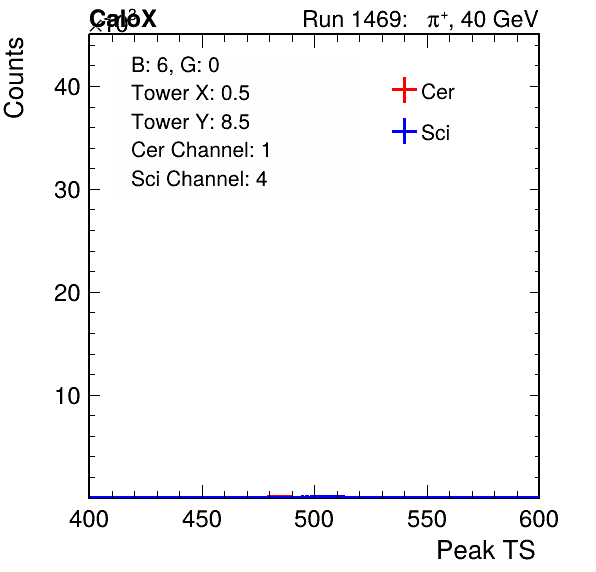 CaloX
×10³
Run 1469: π⁺, 40 GeV
Counts
B: 6, G: 0
Tower X: 0.5
Tower Y: 8.5
Cer Channel: 1
Sci Channel: 4
Cer
Sci
40
30
20
10
400 450 500 550 600
Peak TS